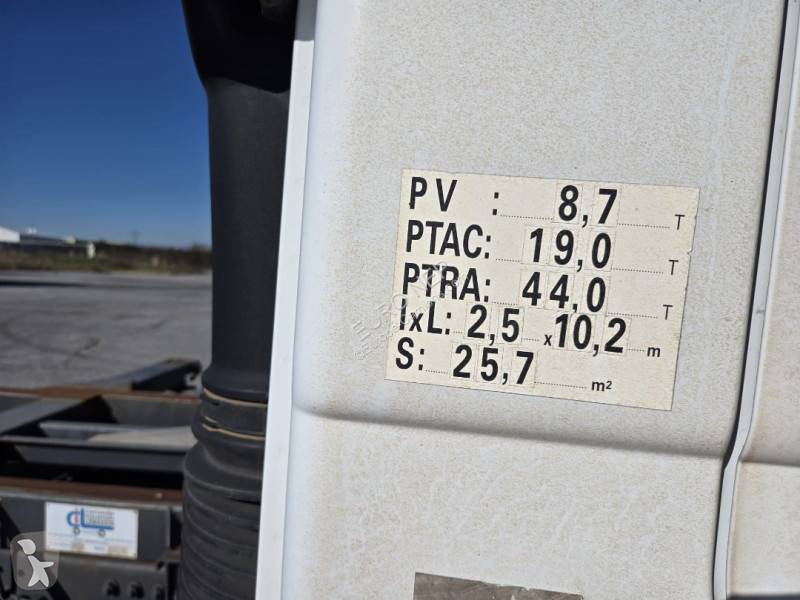 PV : 8,7 T
PTAC: 19,0 T
PTRA: 44,0 T
lxL: 2,5 x 10,2 m
S: 25,7 m²